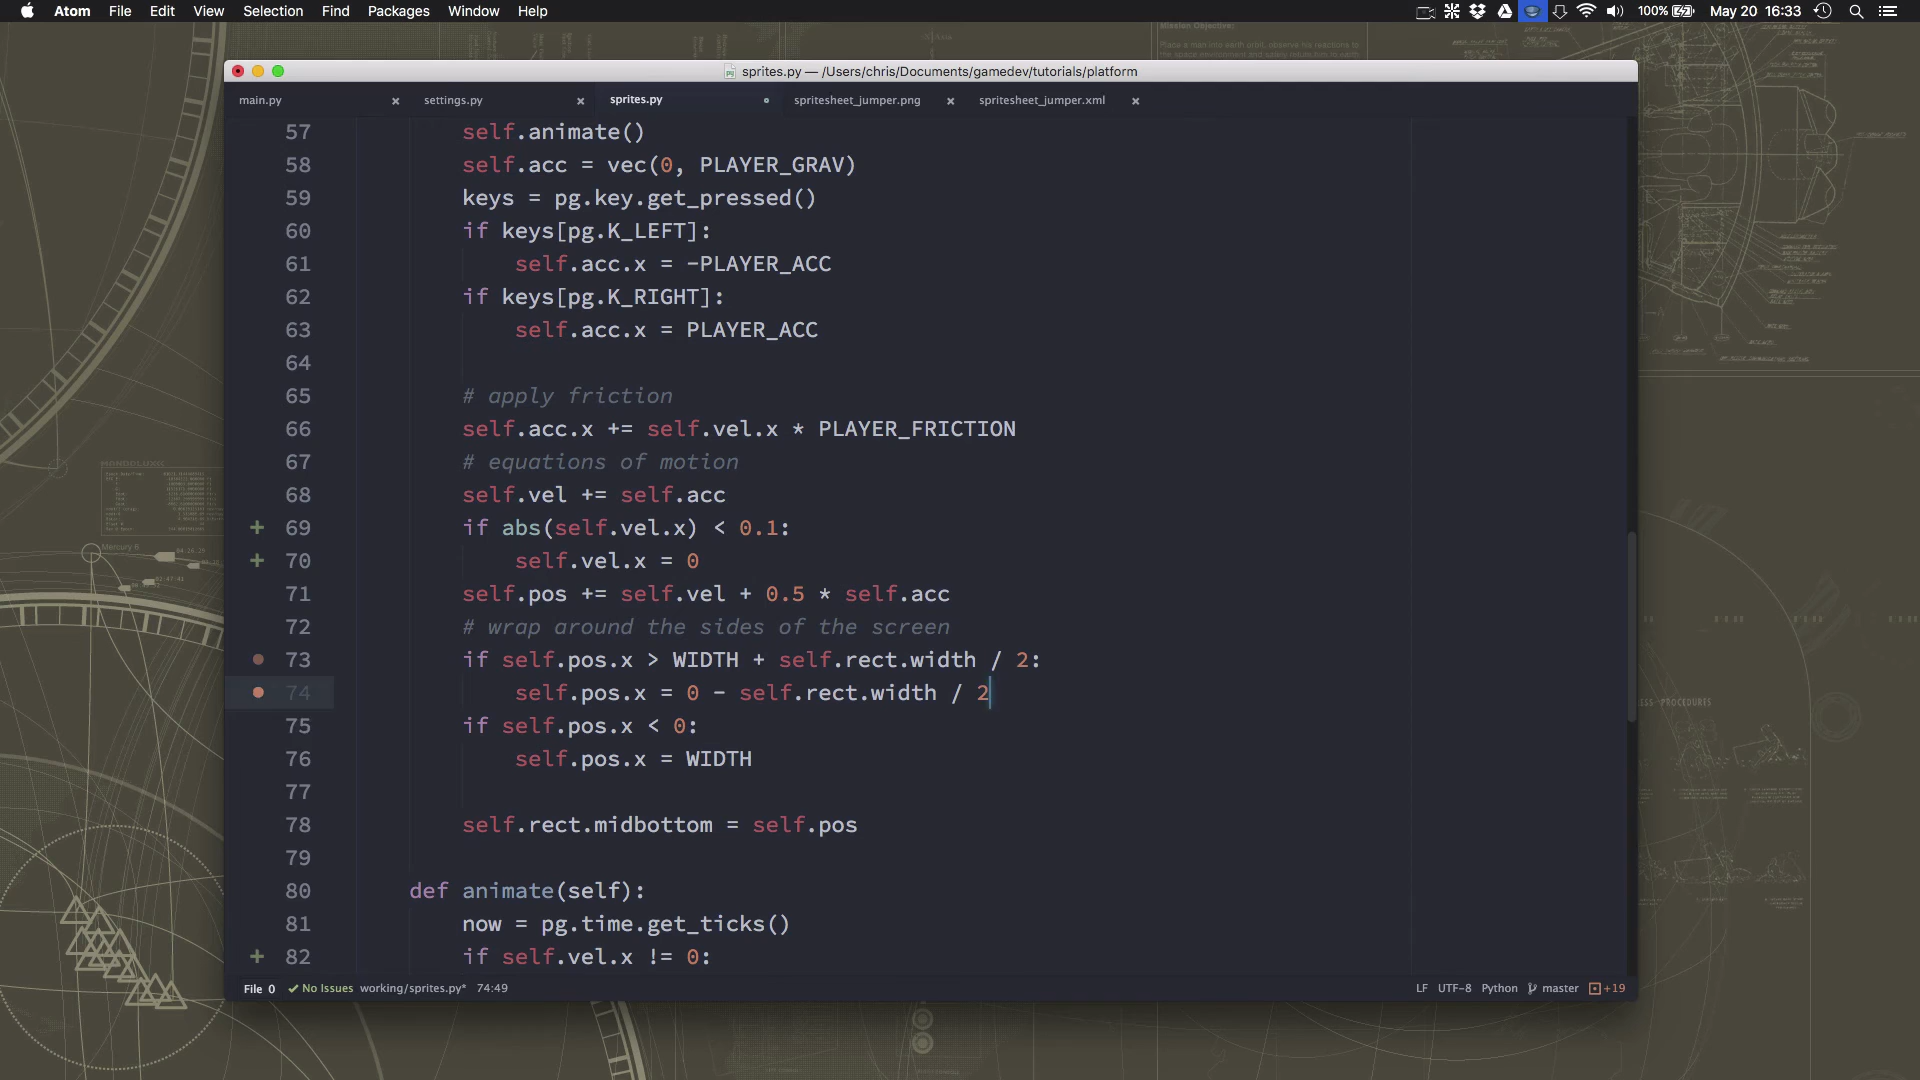 Atom File Edit View Selection Find Packages Window Help 100% May 20 16:33
Mission Objective:
sprites.py — /Users/chris/Documents/gamedev/tutorials/platform
main.py settings.py sprites.py spritesheet_jumper.png spritesheet_jumper.xml
57 self.animate()
58 self.acc = vec(0, PLAYER_GRAV)
59 keys = pg.key.get_pressed()
60 if keys[pg.K_LEFT]:
61 self.acc.x = -PLAYER_ACC
62 if keys[pg.K_RIGHT]:
63 self.acc.x = PLAYER_ACC
64
65 # apply friction
66 self.acc.x += self.vel.x * PLAYER_FRICTION
67 # equations of motion
68 self.vel += self.acc
69 if abs(self.vel.x) < 0.1:
70 self.vel.x = 0
71 self.pos += self.vel + 0.5 * self.acc
72 # wrap around the sides of the screen
73 if self.pos.x > WIDTH + self.rect.width / 2:
74 self.pos.x = 0 - self.rect.width / 2
75 if self.pos.x < 0:
76 self.pos.x = WIDTH
77
78 self.rect.midbottom = self.pos
79
80 def animate(self):
81 now = pg.time.get_ticks()
82 if self.vel.x != 0:
File 0 No Issues working/sprites.py* 74:49 LF UTF-8 Python master +19
Mercury 6